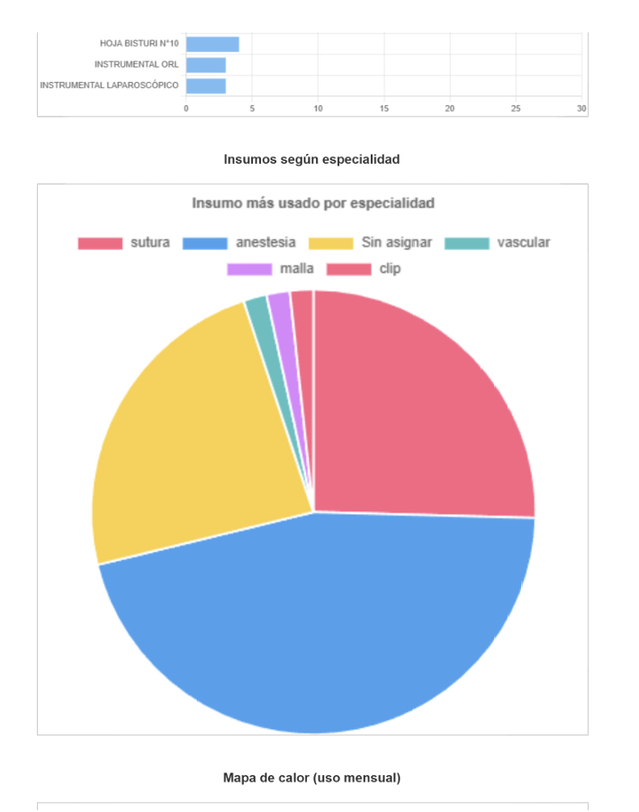 HOJA BISTURI N°10
INSTRUMENTAL ORL
INSTRUMENTAL LAPAROSCÓPICO
0 5 10 15 20 25 30
Insumos según especialidad
Insumo más usado por especialidad
sutura anestesia Sin asignar vascular
malla clip
Mapa de calor (uso mensual)